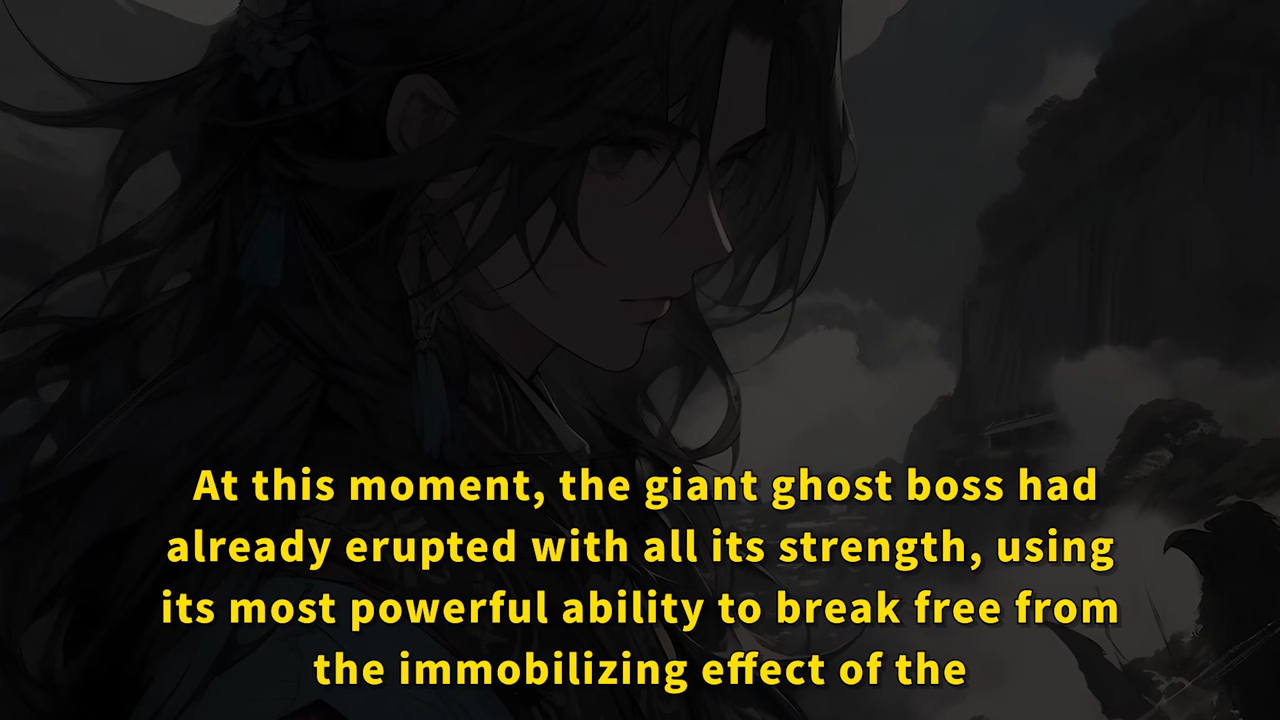 At this moment, the giant ghost boss had
already erupted with all its strength, using
its most powerful ability to break free from
the immobilizing effect of the